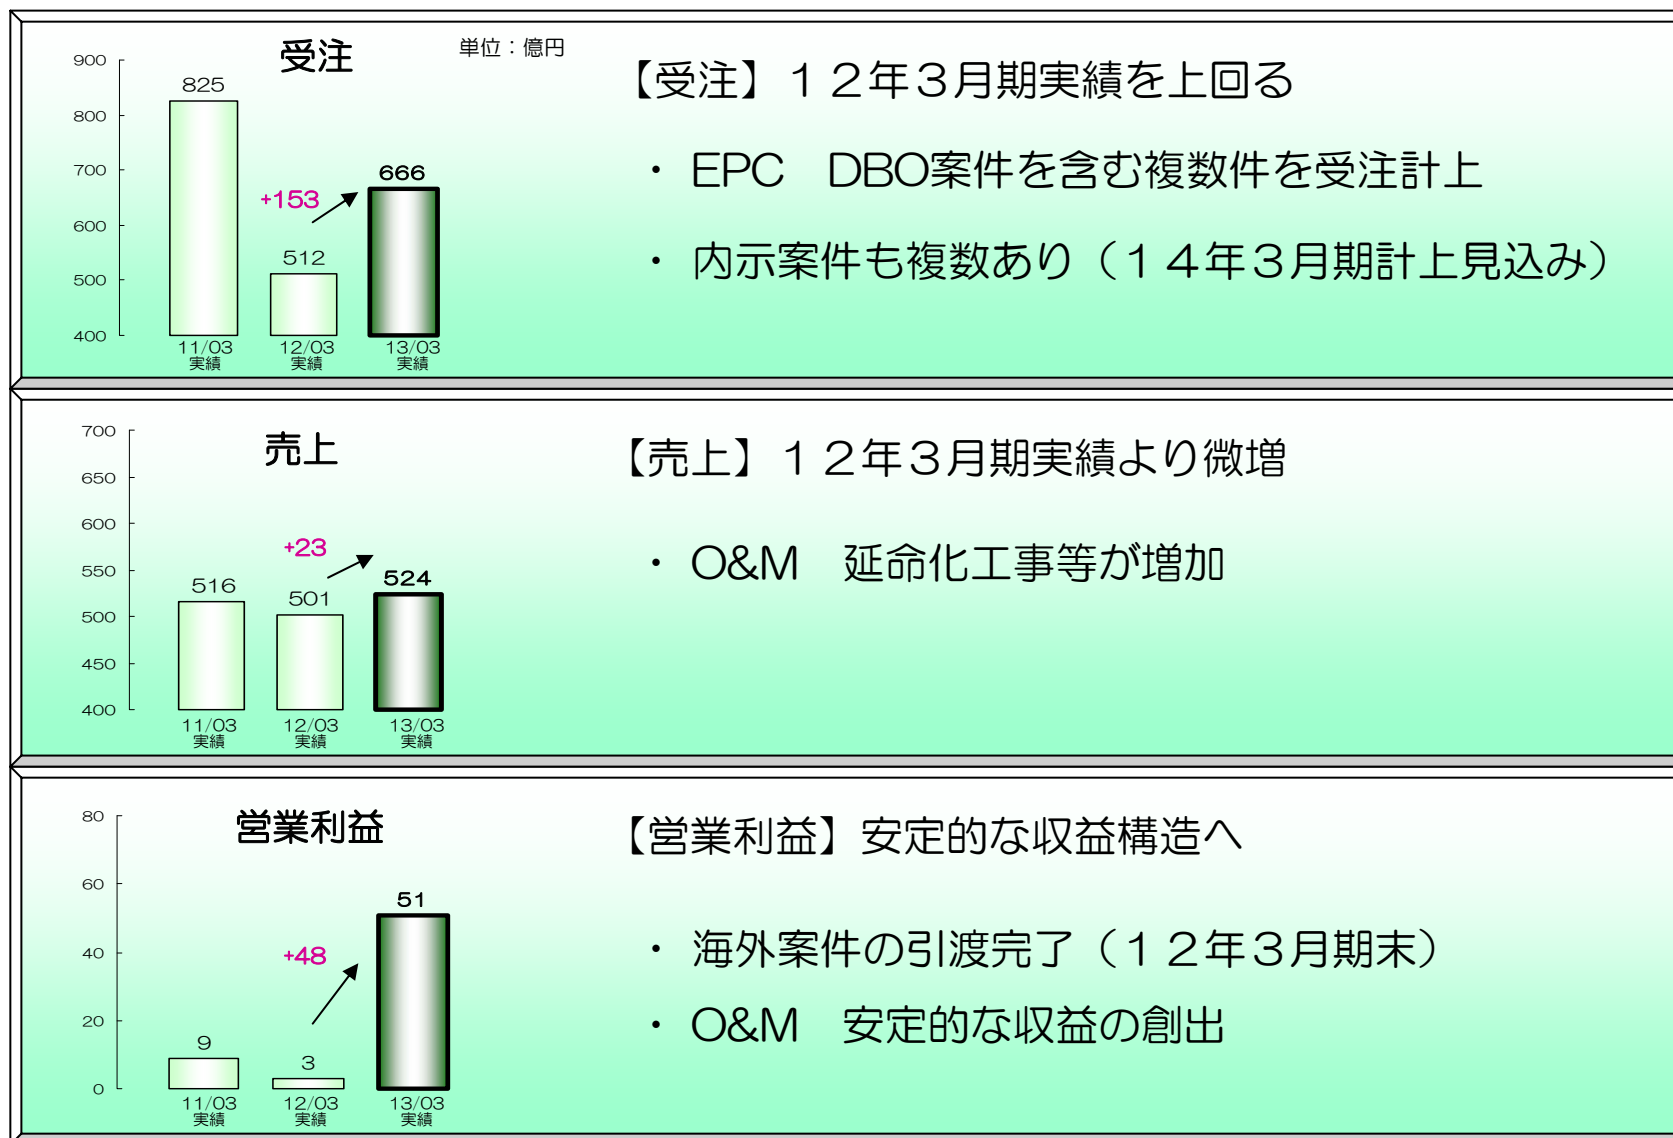 受注
単位：億円
900
800
700
600
500
400
825
+153
512
666
11/03
実績
12/03
実績
13/03
実績
【受注】１２年３月期実績を上回る
・ EPC　DBO案件を含む複数件を受注計上
・ 内示案件も複数あり（１４年３月期計上見込み）
売上
700
650
600
550
500
450
400
516
+23
501
524
11/03
実績
12/03
実績
13/03
実績
【売上】１２年３月期実績より微増
・ O&M　延命化工事等が増加
営業利益
80
60
40
20
0
9
+48
3
51
11/03
実績
12/03
実績
13/03
実績
【営業利益】安定的な収益構造へ
・ 海外案件の引渡完了（１２年３月期末）
・ O&M　安定的な収益の創出